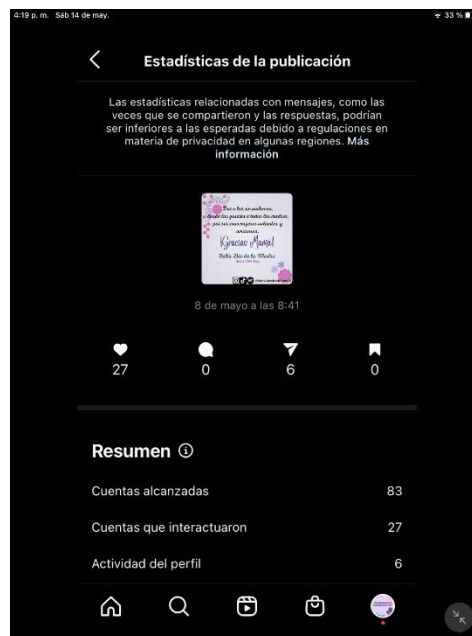 4:19 p. m. Sáb 14 de may.
33 %
Estadísticas de la publicación
Las estadísticas relacionadas con mensajes, como las
veces que se compartieron y las respuestas, podrían
ser inferiores a las esperadas debido a regulaciones en
materia de privacidad en algunas regiones. Más
información
¡Gracias Mamá!
Feliz Día de la Madre
8 de mayo a las 8:41
27 0 6 0
Resumen
Cuentas alcanzadas 83
Cuentas que interactuaron 27
Actividad del perfil 6